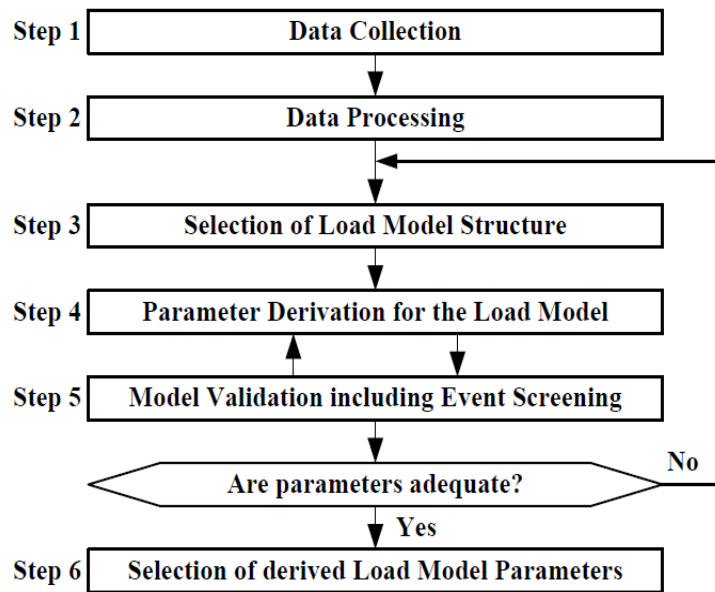 Step 1 Data Collection
Step 2 Data Processing
Step 3 Selection of Load Model Structure
Step 4 Parameter Derivation for the Load Model
Step 5 Model Validation including Event Screening
Are parameters adequate? No
Yes
Step 6 Selection of derived Load Model Parameters